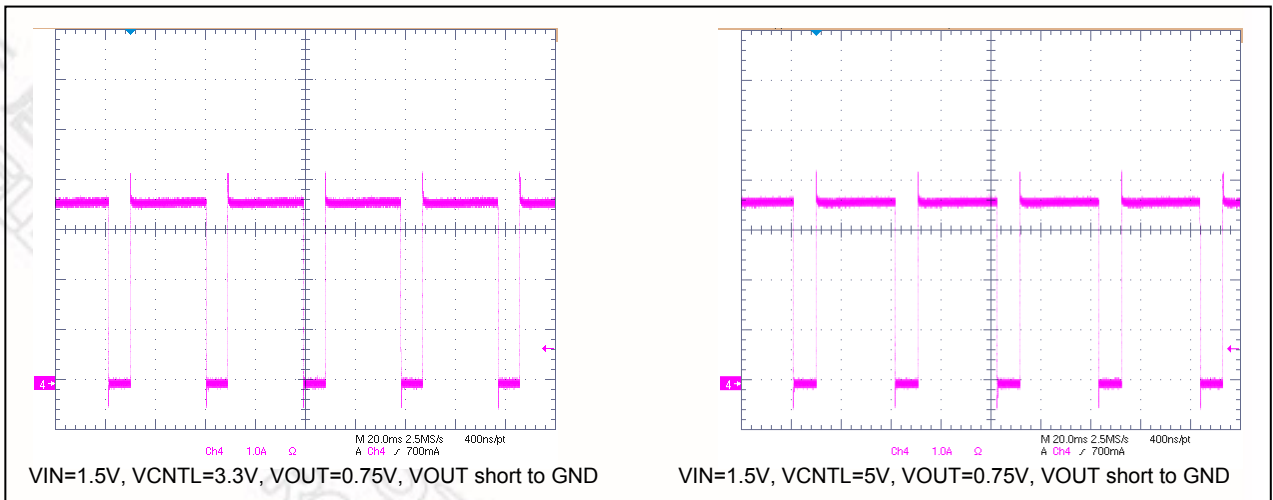 4
Ch4 1.0A Ω
M 20.0ms 2.5MS/s 400ns/pt
A Ch4 ∕ 700mA
VIN=1.5V, VCNTL=3.3V, VOUT=0.75V, VOUT short to GND
4
Ch4 1.0A Ω
M 20.0ms 2.5MS/s 400ns/pt
A Ch4 ∕ 700mA
VIN=1.5V, VCNTL=5V, VOUT=0.75V, VOUT short to GND